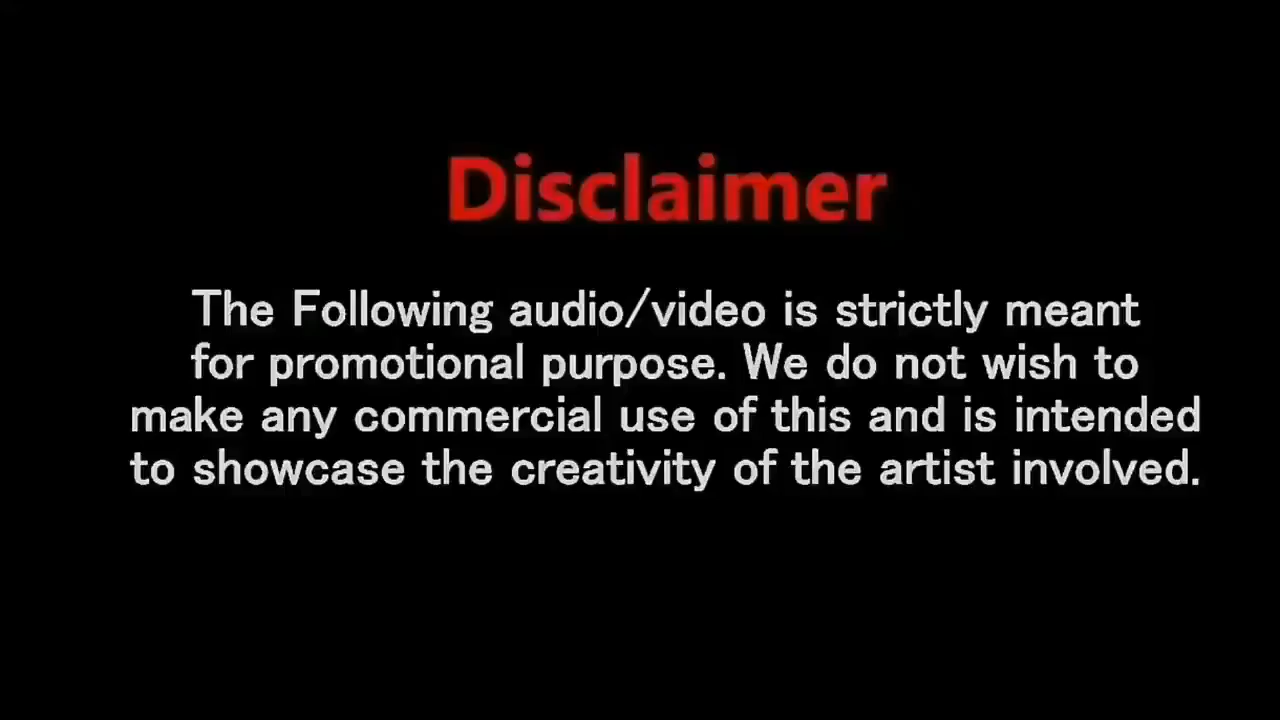 Disclaimer
The Following audio/video is strictly meant
for promotional purpose. We do not wish to
make any commercial use of this and is intended
to showcase the creativity of the artist involved.